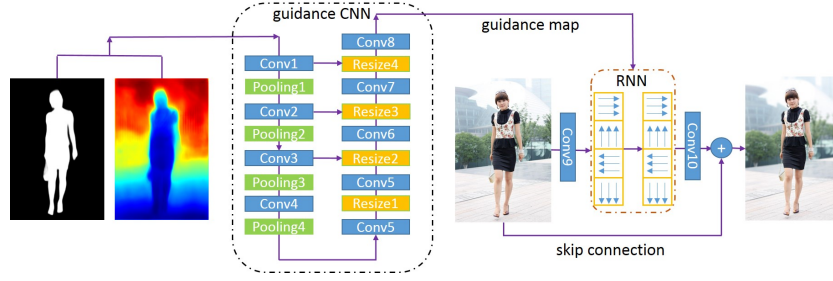 guidance CNN
Conv1
Pooling1
Conv2
Pooling2
Conv3
Pooling3
Conv4
Pooling4
Conv8
Resize4
Conv7
Resize3
Conv6
Resize2
Conv5
Resize1
Conv5
guidance map
RNN
Conv9
Conv10
+
skip connection